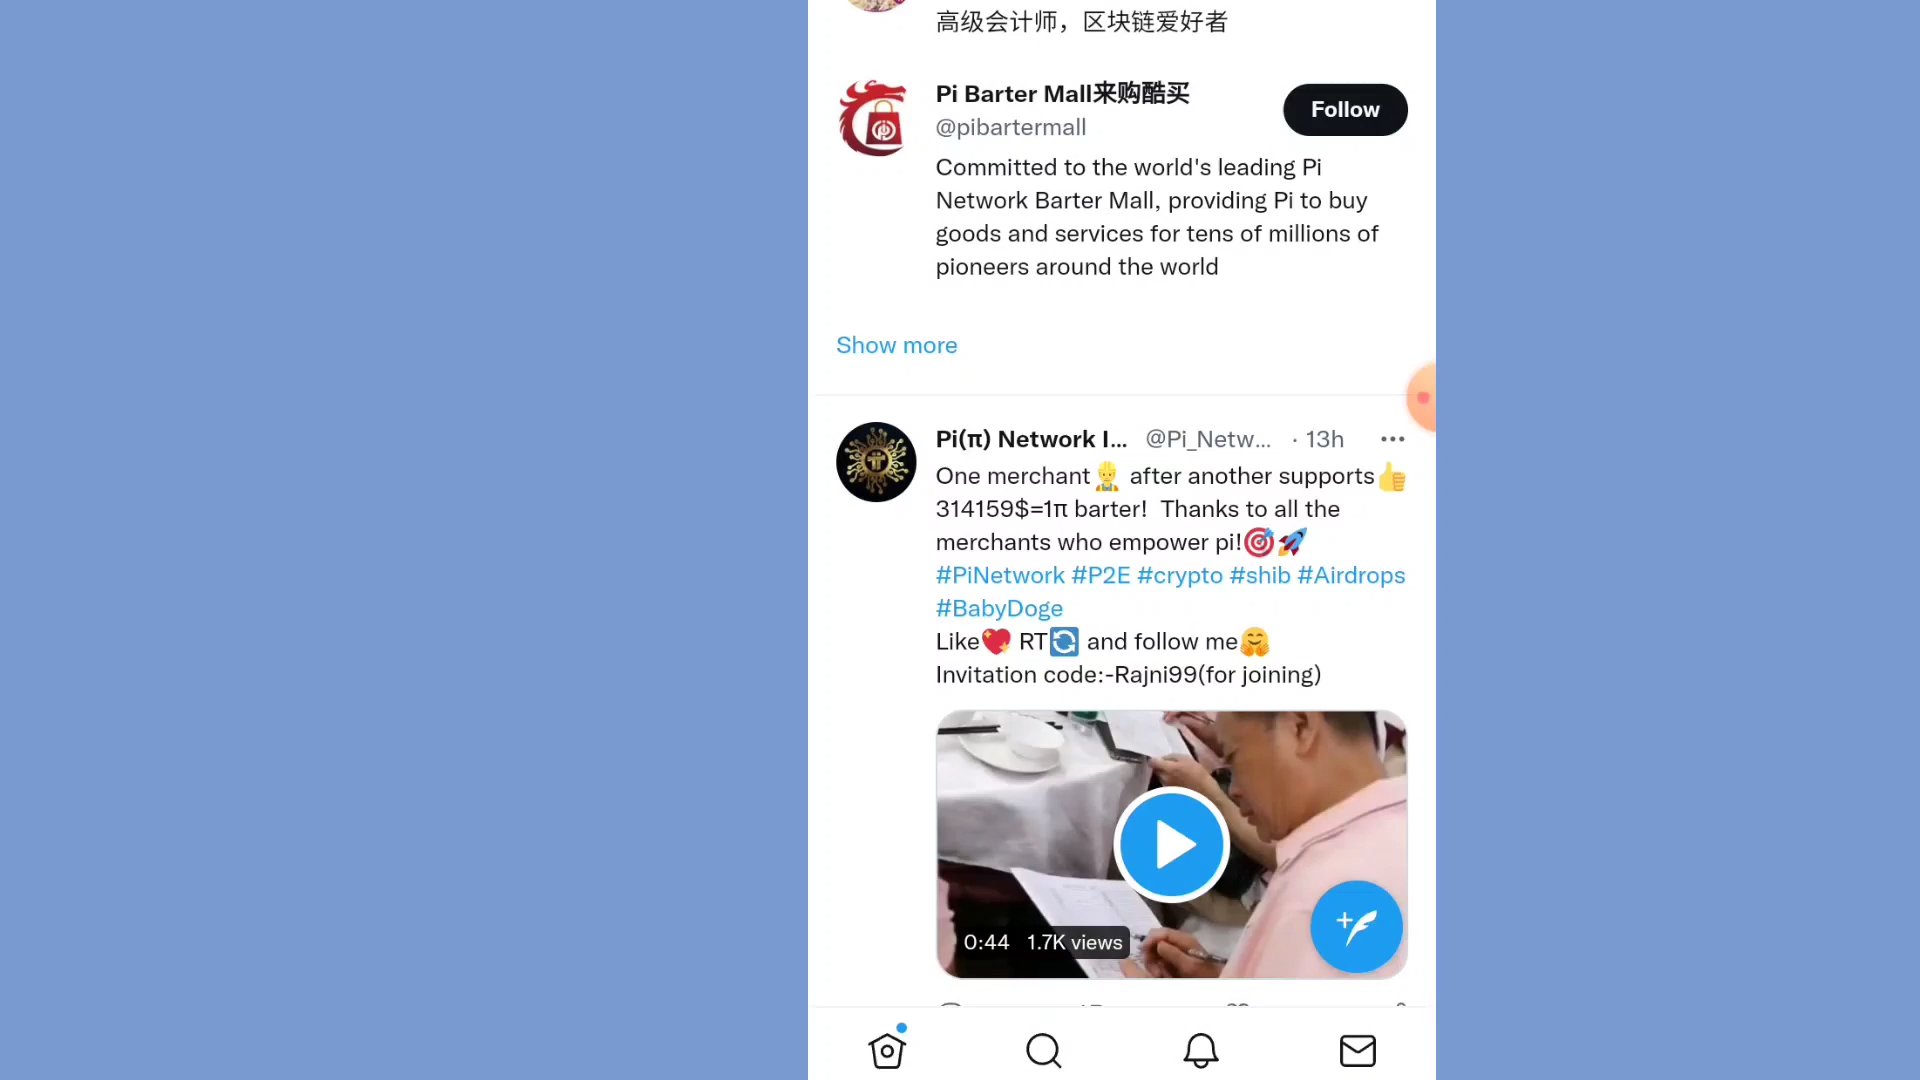 高级会计师，区块链爱好者
Pi Barter Mall来购酷买
@pibartermall
Follow
Committed to the world's leading Pi
Network Barter Mall, providing Pi to buy
goods and services for tens of millions of
pioneers around the world
Show more
Pi(π) Network I... @Pi_Netw... · 13h
One merchant👷 after another supports👍
314159$=1π barter! Thanks to all the
merchants who empower pi!🎯🚀
#PiNetwork #P2E #crypto #shib #Airdrops
#BabyDoge
Like💖 RT🔄 and follow me🤗
Invitation code:-Rajni99(for joining)
0:44 1.7K views